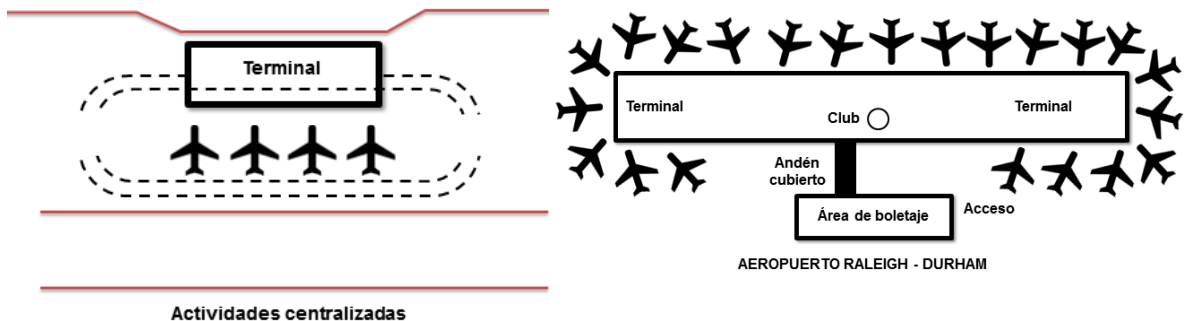 Terminal
Actividades centralizadas
Terminal
Terminal
Club
Andén
cubierto
Acceso
Área de boletaje
AEROPUERTO RALEIGH - DURHAM